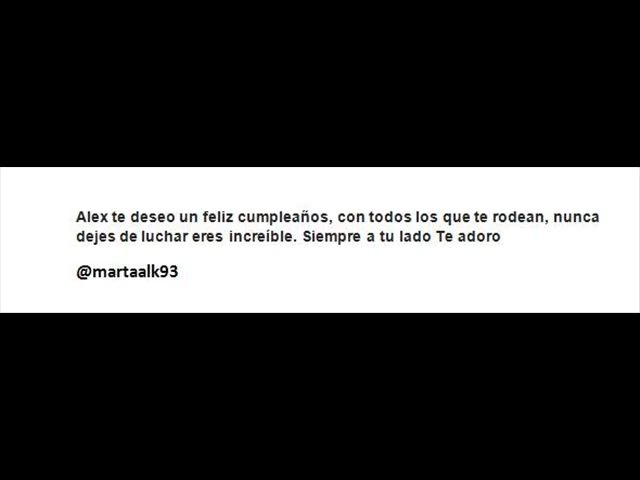 Alex te deseo un feliz cumpleaños, con todos los que te rodean, nunca
dejes de luchar eres increíble. Siempre a tu lado Te adoro
@martaalk93